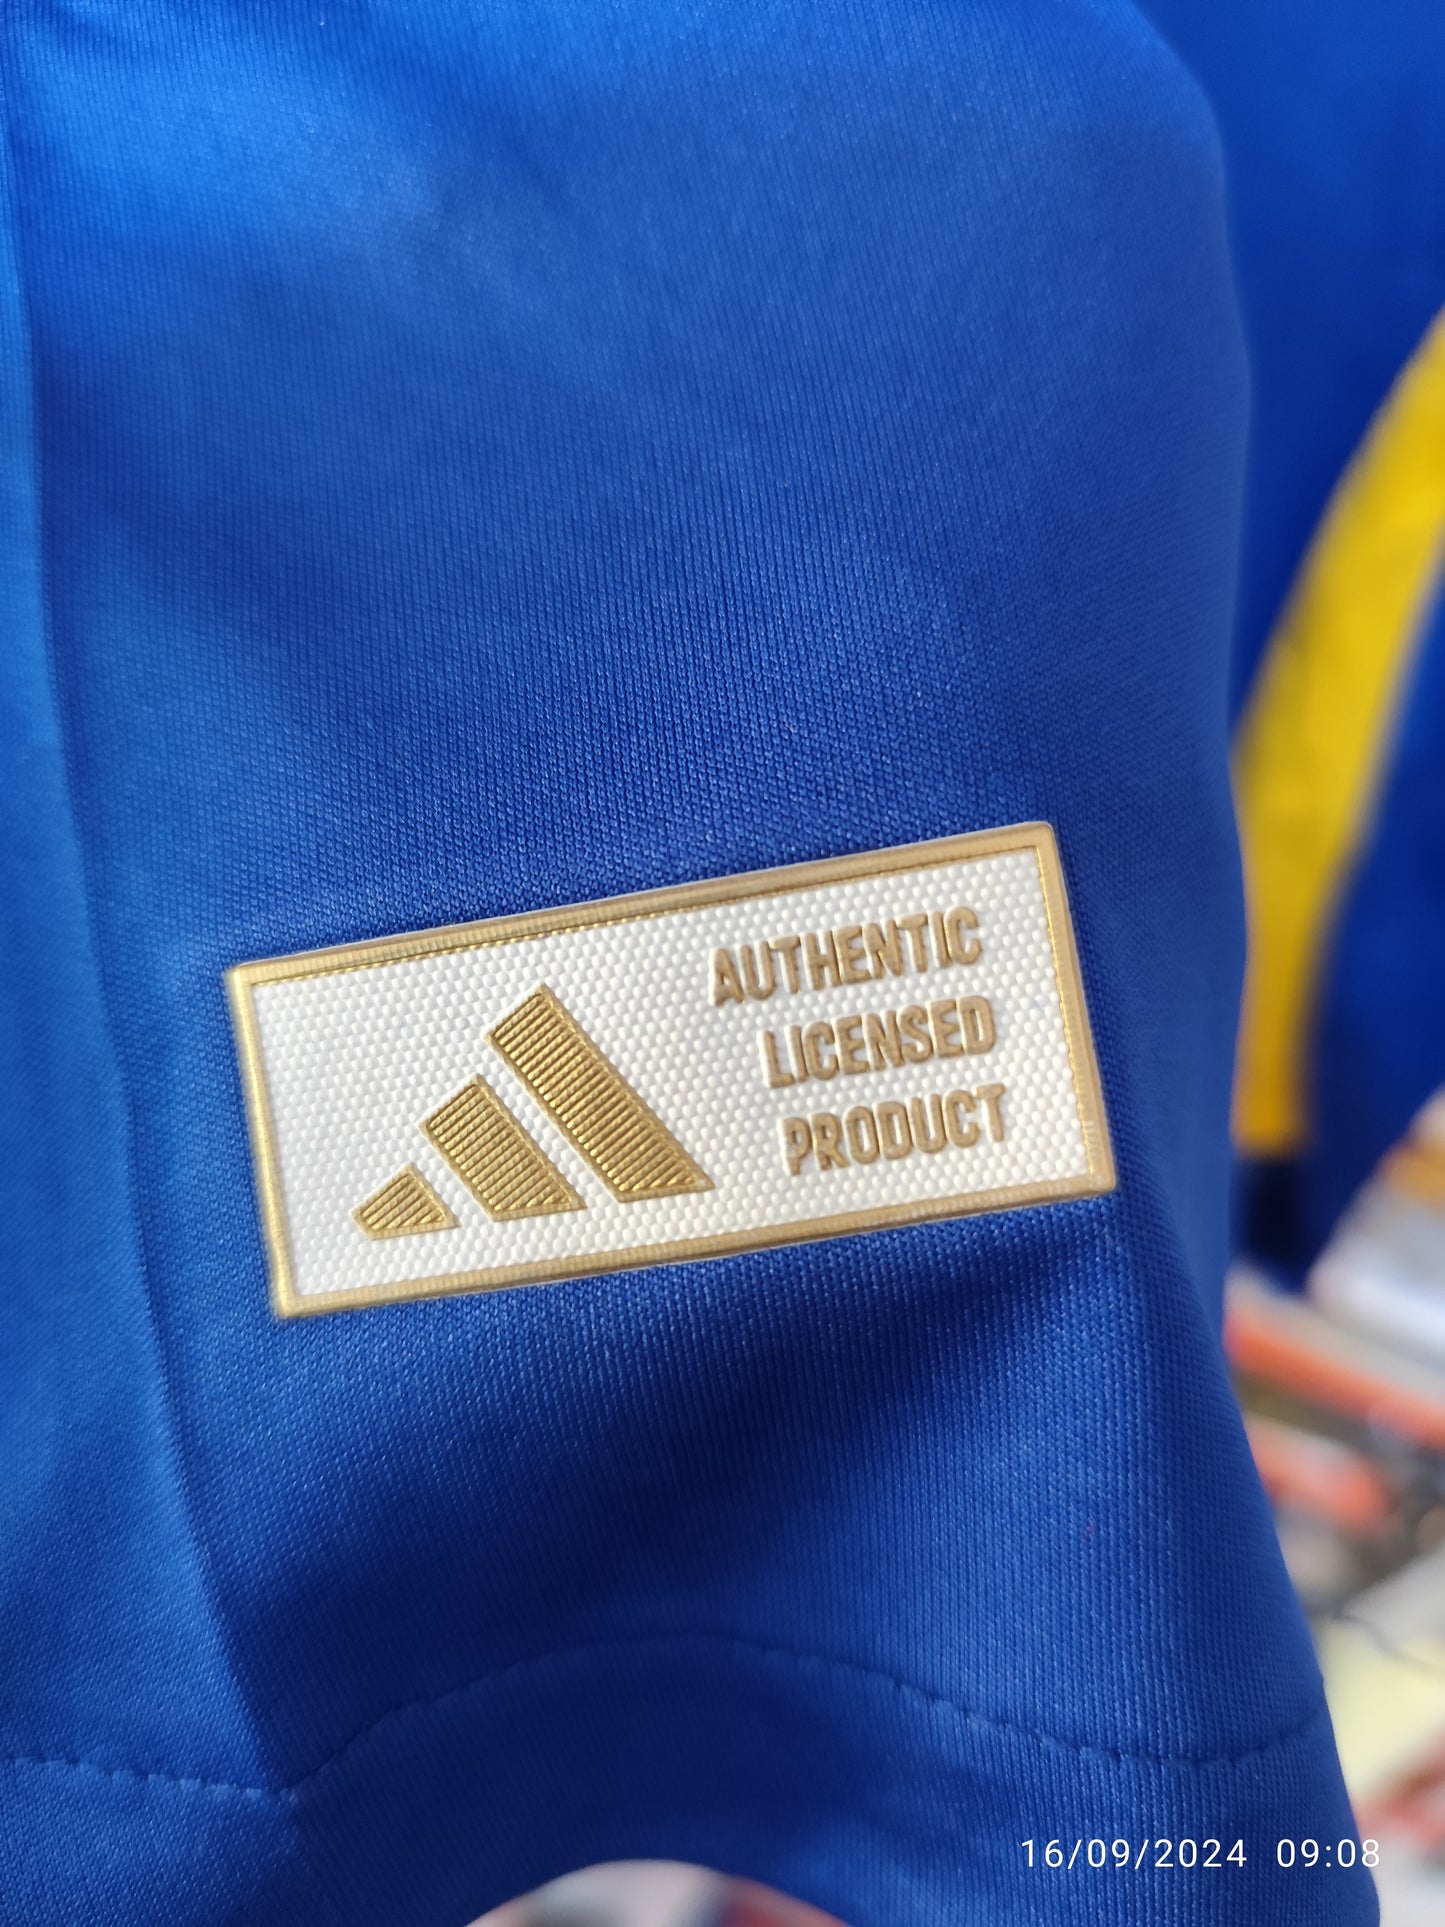 AUTHENTIC
LICENSED
PRODUCT
16/09/2024 09:08